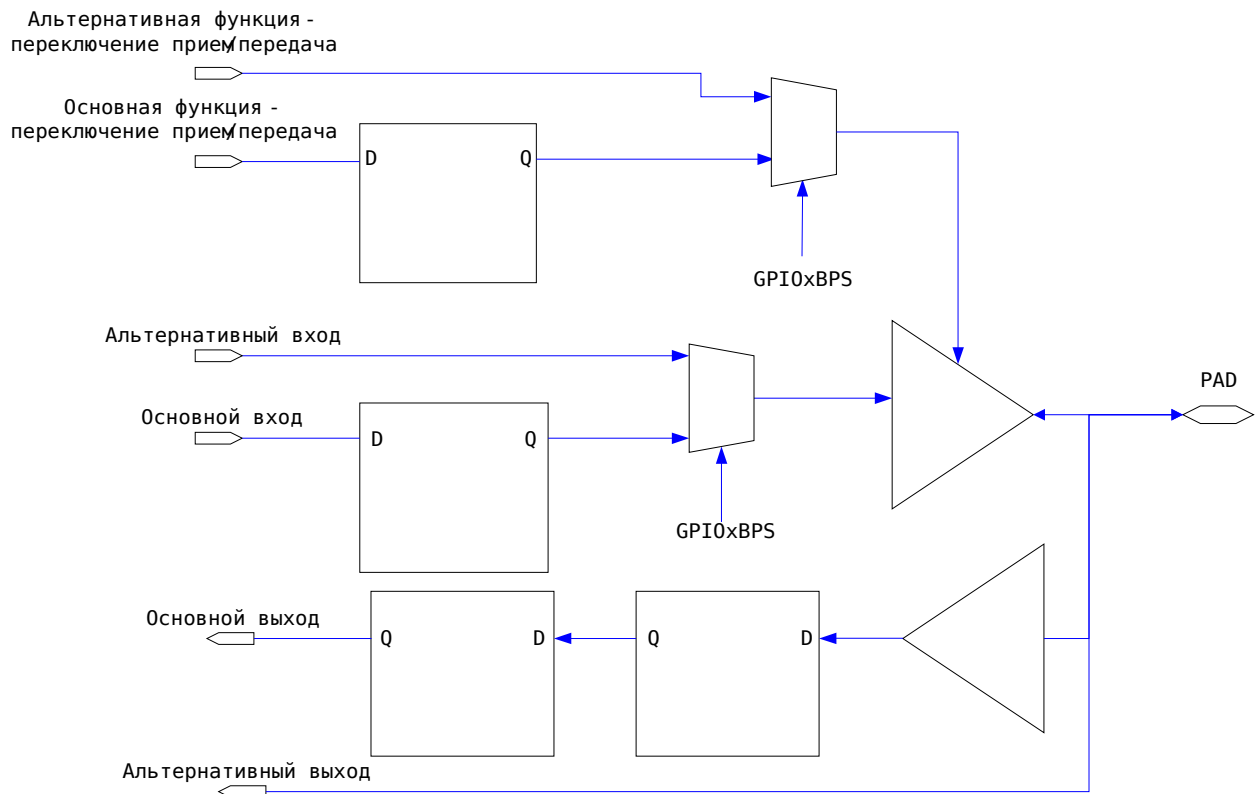 Альтернативная функция -
переключение прием/передача
Основная функция -
переключение прием/передача
D
Q
GPIOxBPS
Альтернативный вход
PAD
Основной вход
D
Q
GPIOxBPS
Основной выход
Q
D
Q
D
Альтернативный выход